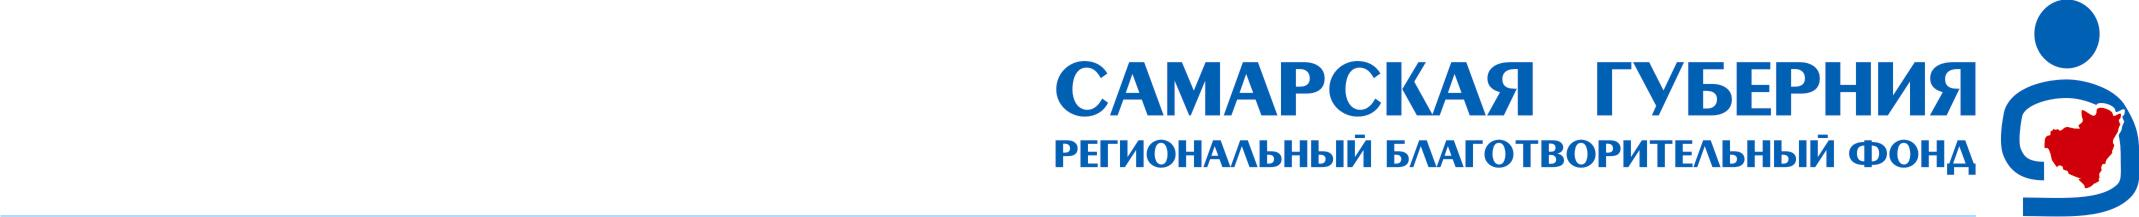 САМАРСКАЯ ГУБЕРНИЯ
РЕГИОНАЛЬНЫЙ БЛАГОТВОРИТЕЛЬНЫЙ ФОНД